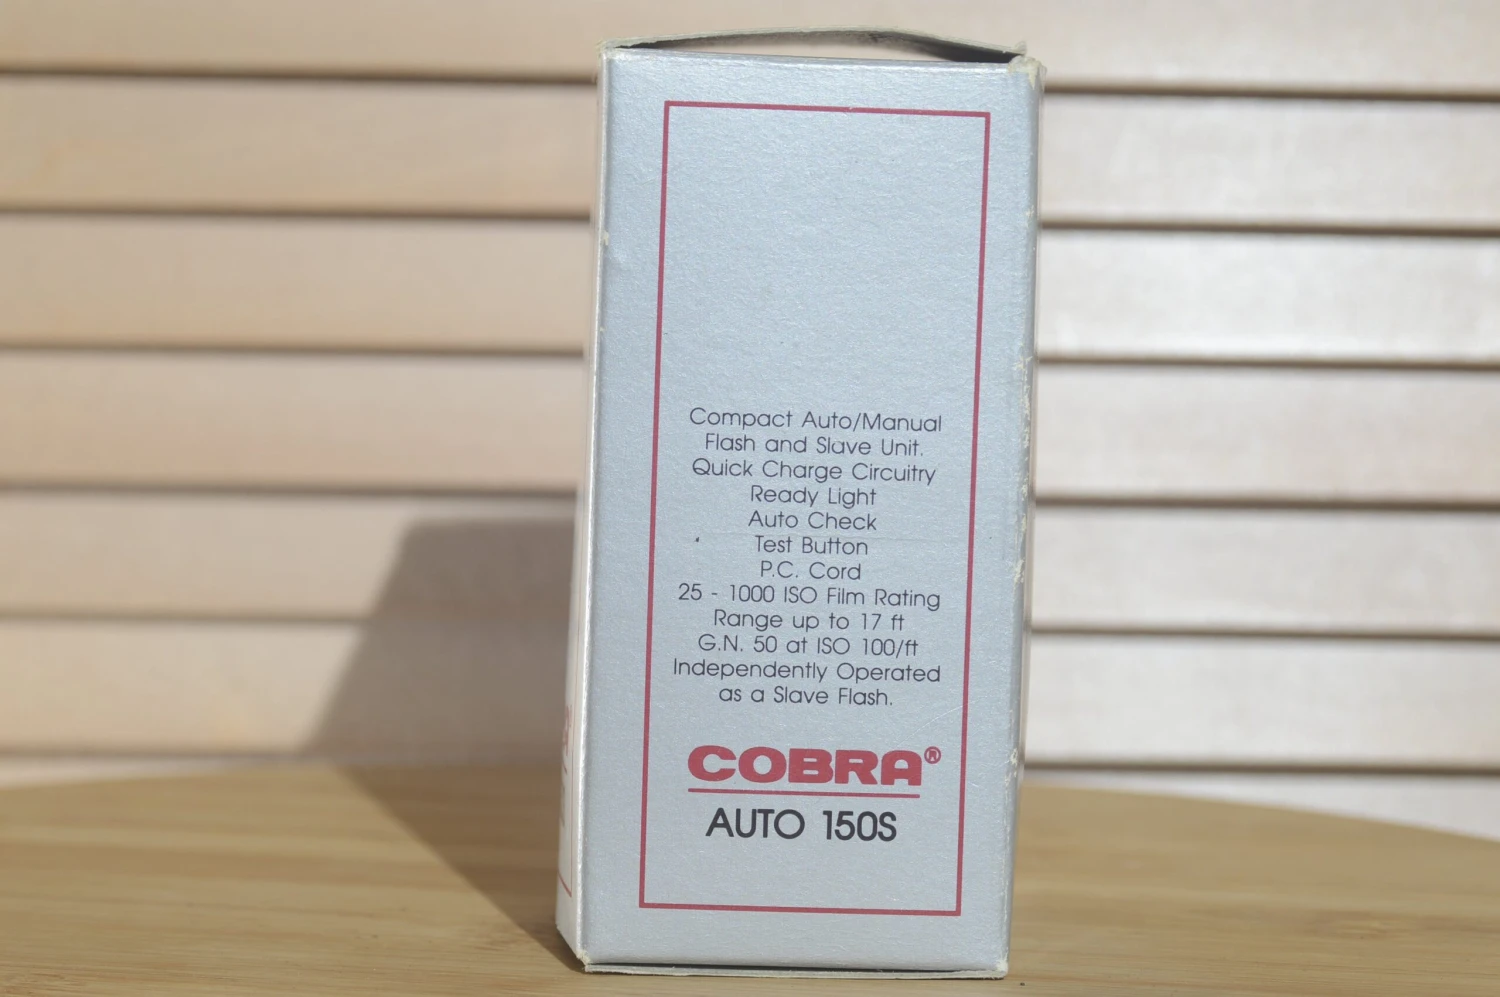 Compact Auto/Manual
Flash and Slave Unit.
Quick Charge Circuitry
Ready Light
Auto Check
Test Button
P.C. Cord
25 - 1000 ISO Film Rating
Range up to 17 ft
G.N. 50 at ISO 100/ft
Independently Operated
as a Slave Flash.
COBRA®
AUTO 150S